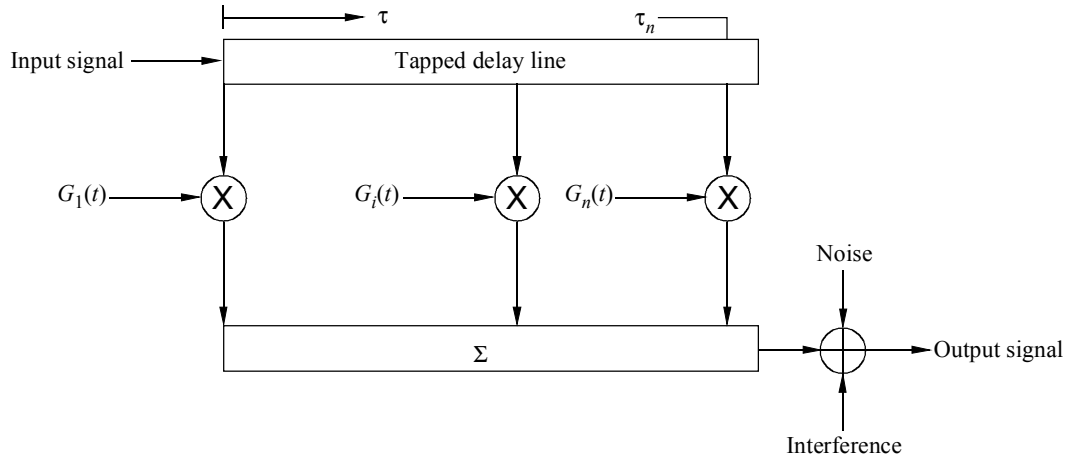 τ
τn
Input signal
Tapped delay line
G1(t)
X
Gi(t)
X
Gn(t)
X
Noise
Σ
Output signal
Interference